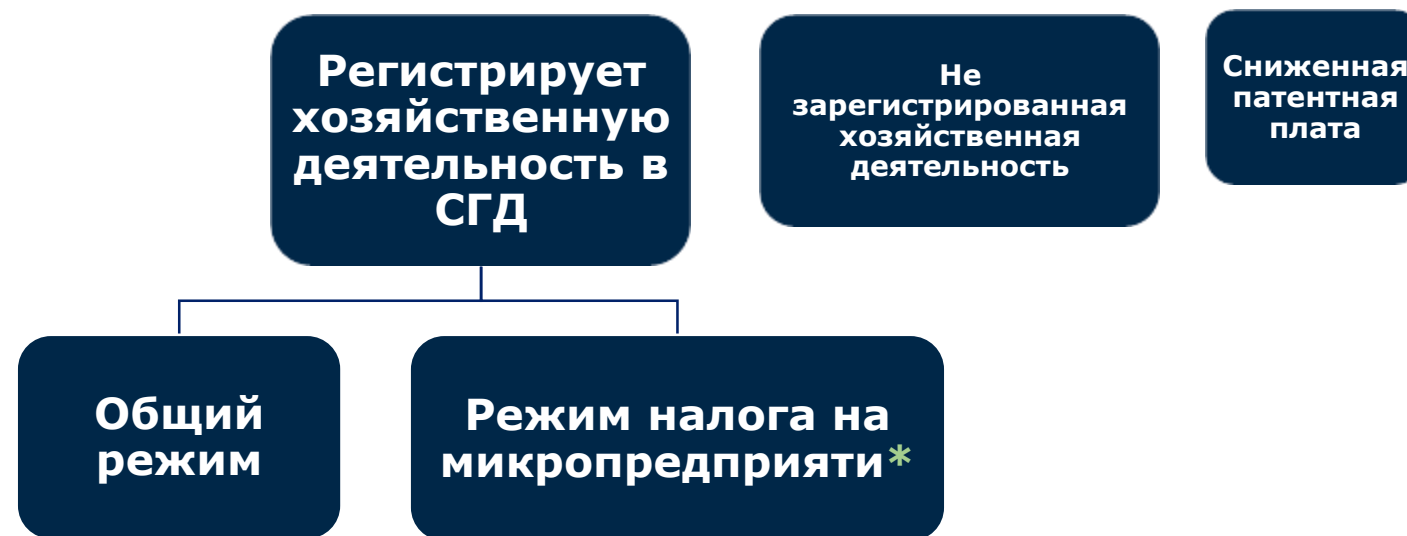 Регистрирует
хозяйственную
деятельность в
СГД
Не
зарегистрированная
хозяйственная
деятельность
Сниженная
патентная
плата
Общий
режим
Режим налога на
микропредприяти*